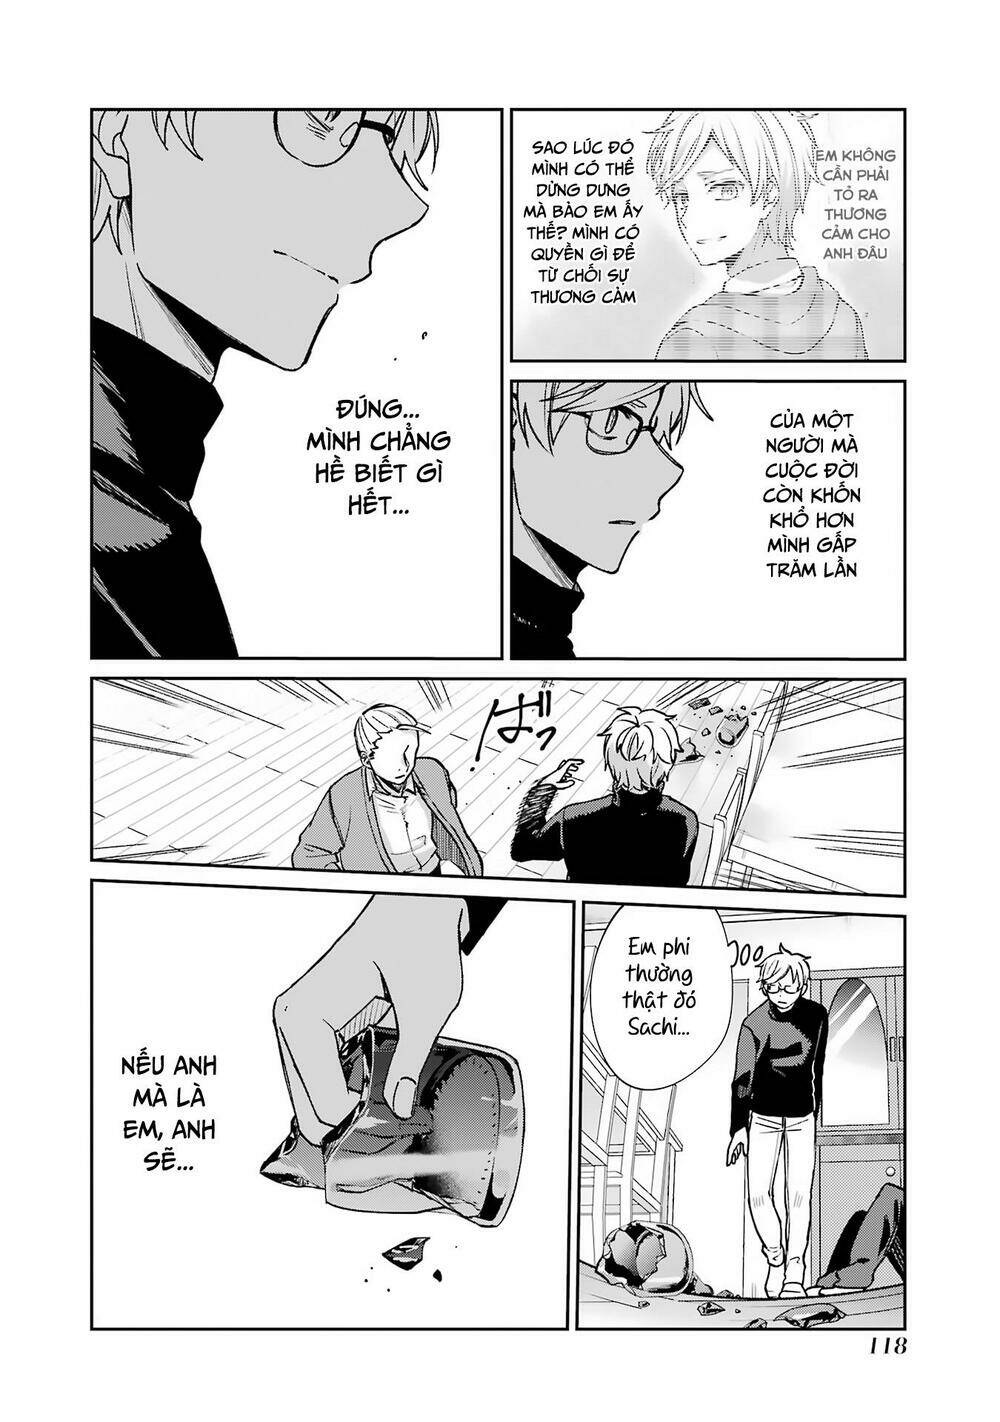 EM KHÔNG
CẦN PHẢI
TỎ RA
THƯƠNG
CẢM CHO
ANH ĐÂU
SAO LÚC ĐÓ
MÌNH CÓ THỂ
DỪNG DƯNG
MÀ BẢO EM ẤY
THẾ? MÌNH CÓ
QUYỀN GÌ ĐỂ
TỪ CHỐI SỰ
THƯƠNG CẢM
CỦA MỘT
NGƯỜI MÀ
CUỘC ĐỜI
CÒN KHỐN
KHỔ HƠN
MÌNH GẤP
TRĂM LẦN
ĐÚNG...
MÌNH CHẲNG
HỀ BIẾT GÌ
HẾT...
ばっ
Em phi
thường
thật đó
Sachi...
NẾU ANH
MÀ LÀ
EM, ANH
SẼ...
118